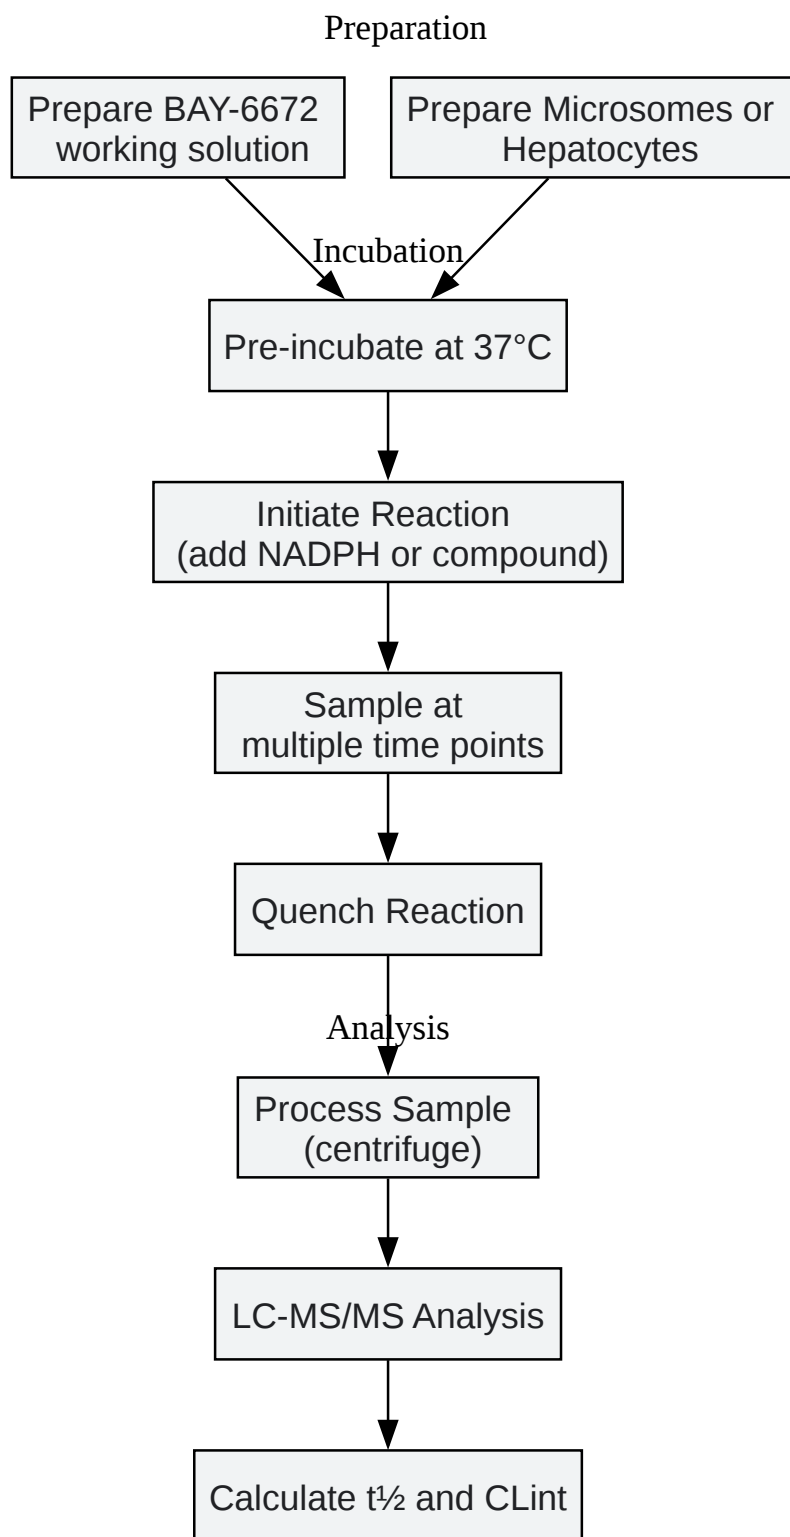 Preparation
Prepare BAY-6672
working solution
Prepare Microsomes or
Hepatocytes
Incubation
Pre-incubate at 37°C
Initiate Reaction
(add NADPH or compound)
Sample at
multiple time points
Quench Reaction
Analysis
Process Sample
(centrifuge)
LC-MS/MS Analysis
Calculate t½ and CLint